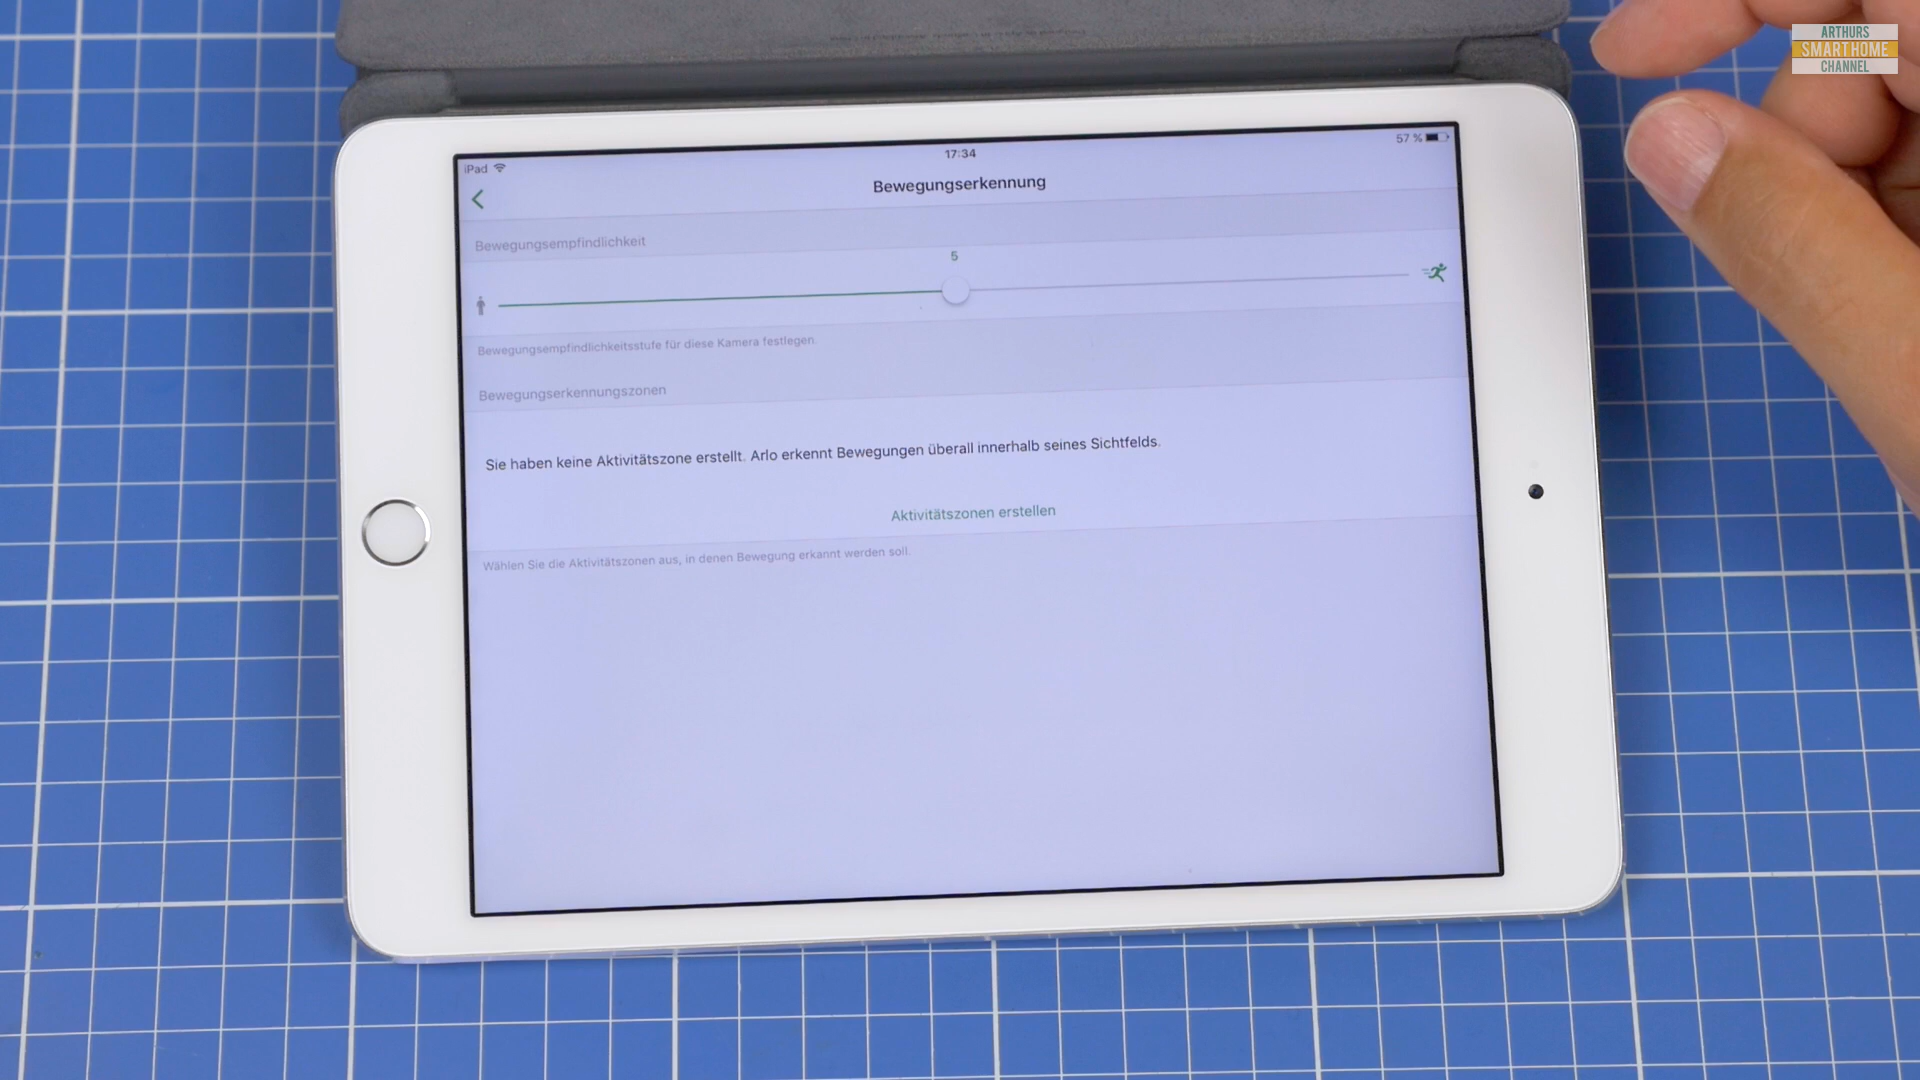 ARTHURS
SMART HOME
CHANNEL
iPad
17:34
57 %
Bewegungserkennung
Bewegungsempfindlichkeit
5
Bewegungsempfindlichkeitsstufe für diese Kamera festlegen.
Bewegungserkennungszonen
Sie haben keine Aktivitätszone erstellt. Arlo erkennt Bewegungen überall innerhalb seines Sichtfelds.
Aktivitätszonen erstellen
Wählen Sie die Aktivitätszonen aus, in denen Bewegung erkannt werden soll.